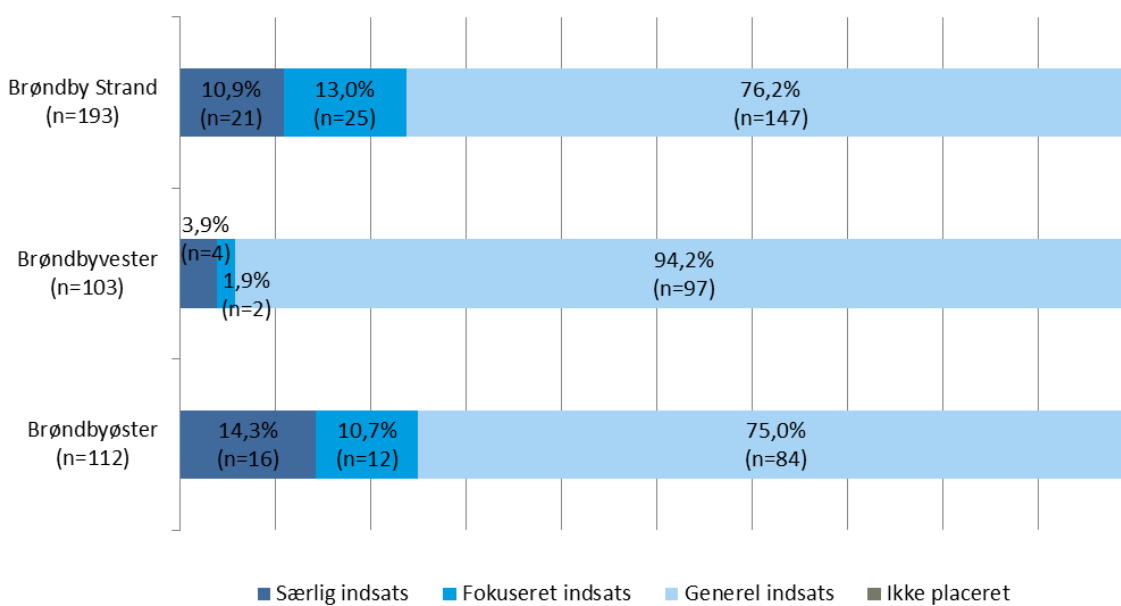 Brøndby Strand
(n=193)
10,9%
(n=21)
13,0%
(n=25)
76,2%
(n=147)
Brøndbyvester
(n=103)
3,9%
(n=4)
1,9%
(n=2)
94,2%
(n=97)
Brøndbyøster
(n=112)
14,3%
(n=16)
10,7%
(n=12)
75,0%
(n=84)
Særlig indsats
Fokuseret indsats
Generel indsats
Ikke placeret